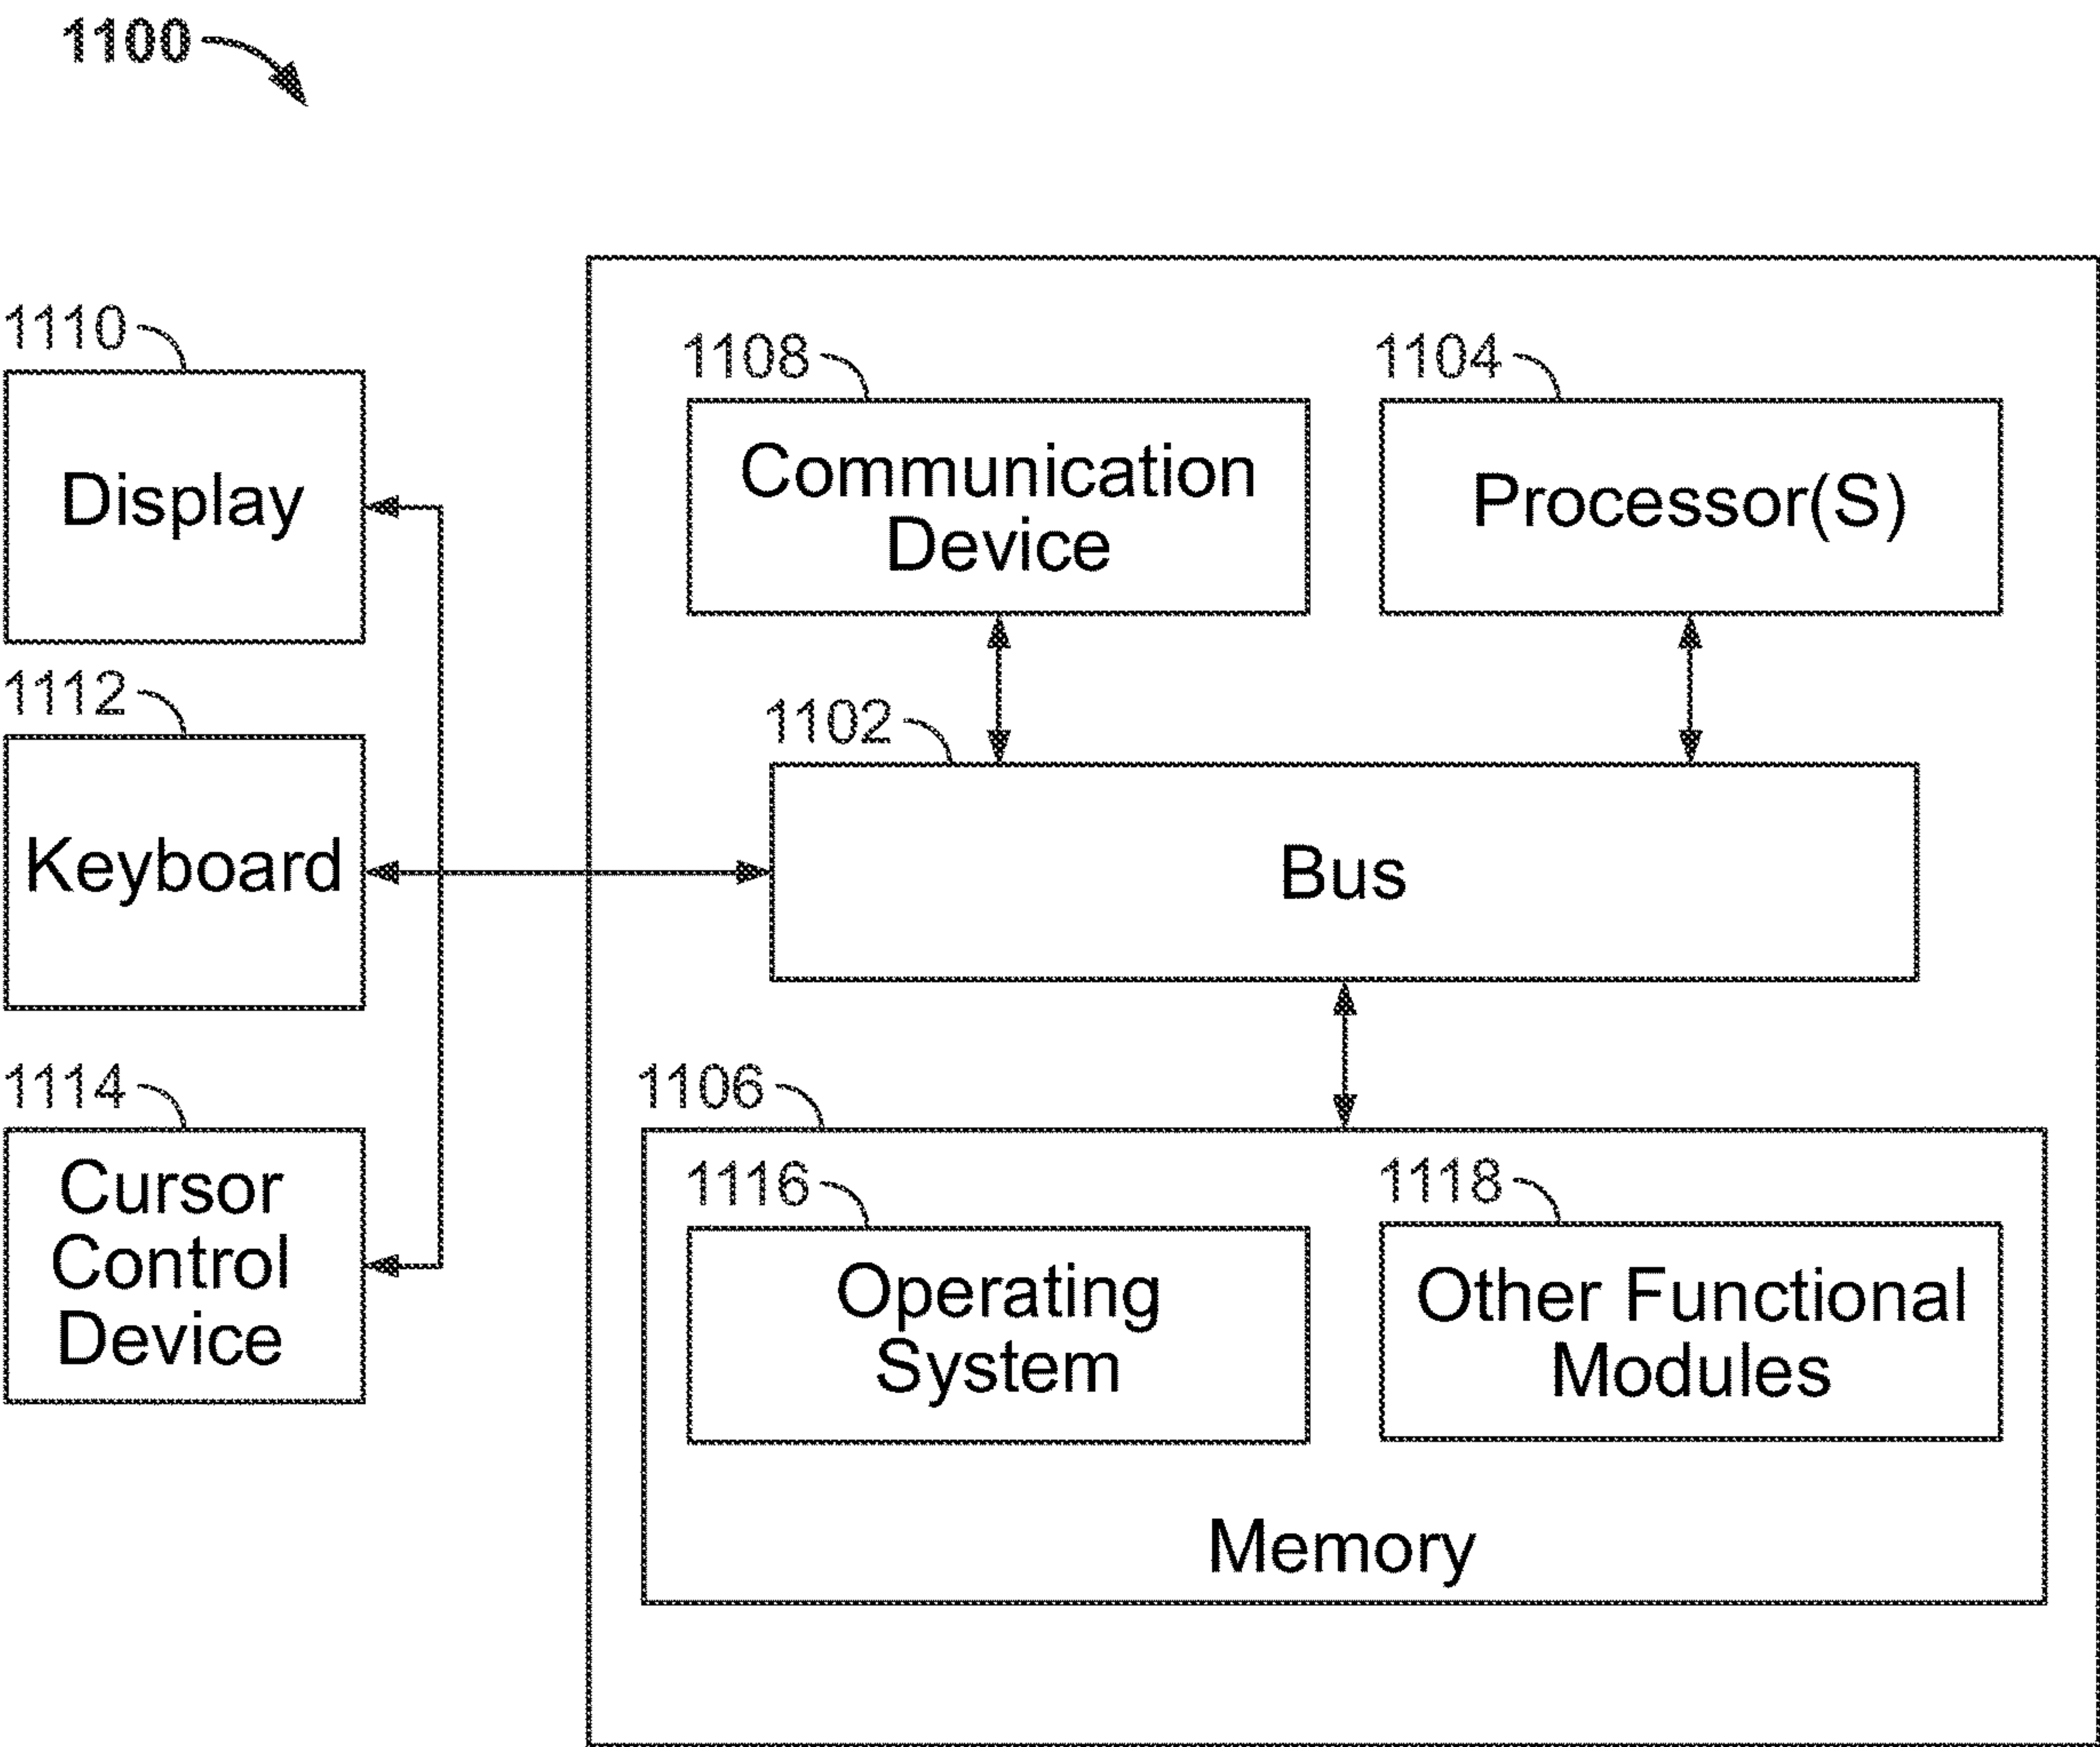 1100
1110
Display
1112
Keyboard
1114
Cursor
Control
Device
1108
Communication
Device
1104
Processor(S)
1102
Bus
1106
1116
Operating
System
1118
Other Functional
Modules
Memory